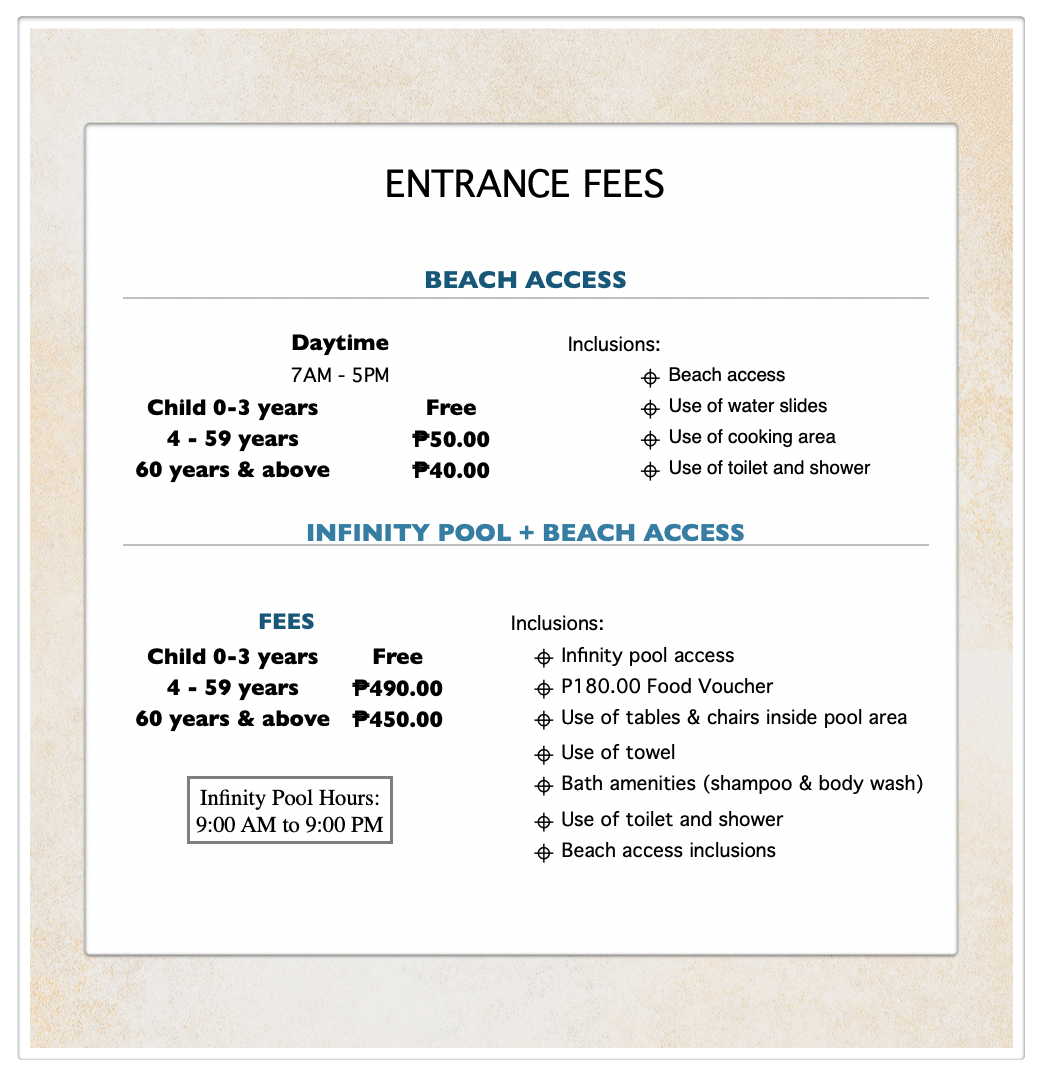 ENTRANCE FEES
BEACH ACCESS
Daytime
7AM - 5PM
Child 0-3 years Free
4 - 59 years ₱50.00
60 years & above ₱40.00
Inclusions:
Beach access
Use of water slides
Use of cooking area
Use of toilet and shower
INFINITY POOL + BEACH ACCESS
FEES
Child 0-3 years Free
4 - 59 years ₱490.00
60 years & above ₱450.00
Infinity Pool Hours:
9:00 AM to 9:00 PM
Inclusions:
Infinity pool access
P180.00 Food Voucher
Use of tables & chairs inside pool area
Use of towel
Bath amenities (shampoo & body wash)
Use of toilet and shower
Beach access inclusions